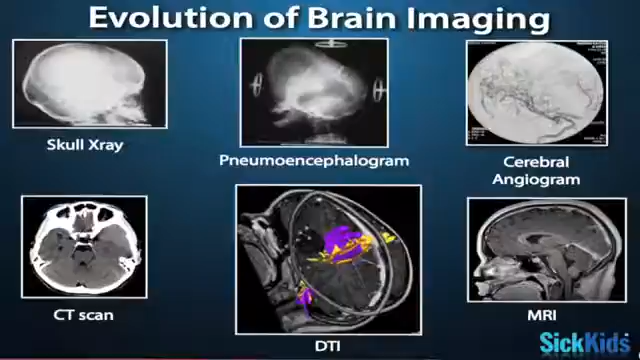 Evolution of Brain Imaging
Skull Xray
Pneumoencephalogram
Cerebral
Angiogram
CT scan
DTI
MRI
SickKids